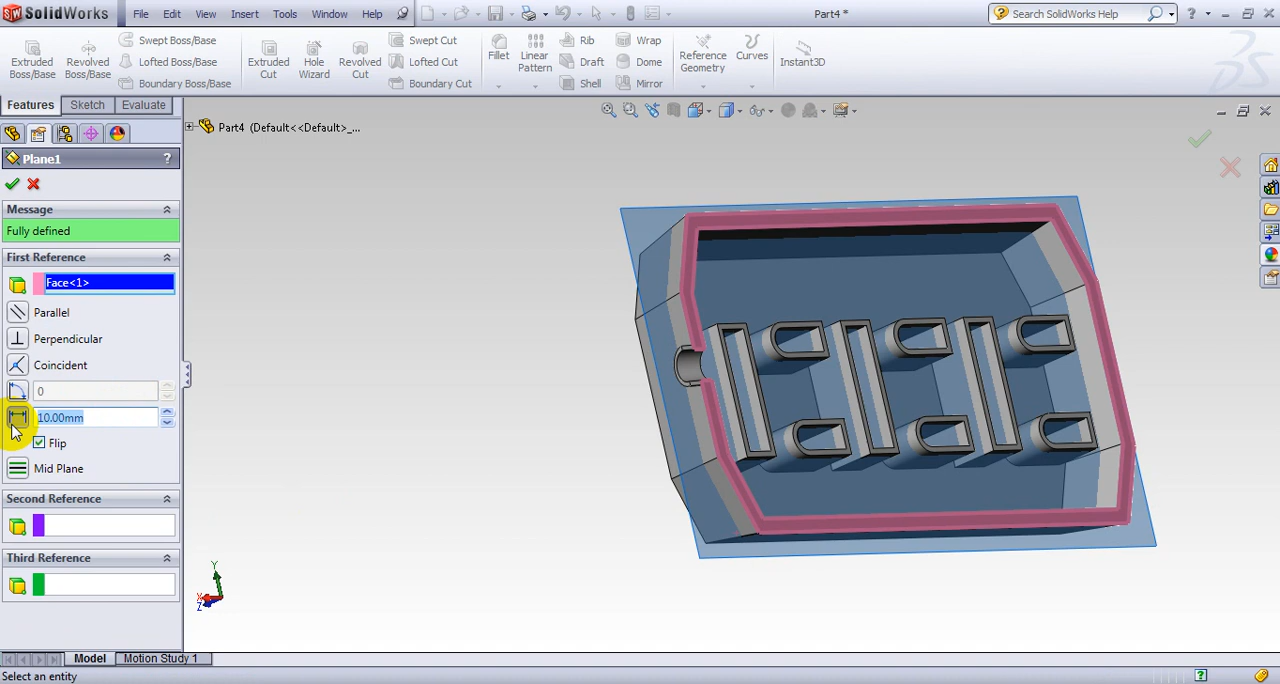 SolidWorks File Edit View Insert Tools Window Help Part4 * Search SolidWorks Help
Extruded Boss/Base
Revolved Boss/Base
Swept Boss/Base
Lofted Boss/Base
Boundary Boss/Base
Extruded Cut
Hole Wizard
Revolved Cut
Swept Cut
Lofted Cut
Boundary Cut
Fillet
Linear Pattern
Rib
Draft
Shell
Wrap
Dome
Mirror
Reference Geometry
Curves
Instant3D
Features Sketch Evaluate
Part4 (Default<<Default>_...
Plane1 ?
Message
Fully defined
First Reference
Face<1>
Parallel
Perpendicular
Coincident
0
10.00mm
Flip
Mid Plane
Second Reference
Third Reference
Y
X
Z
Model Motion Study 1
Select an entity